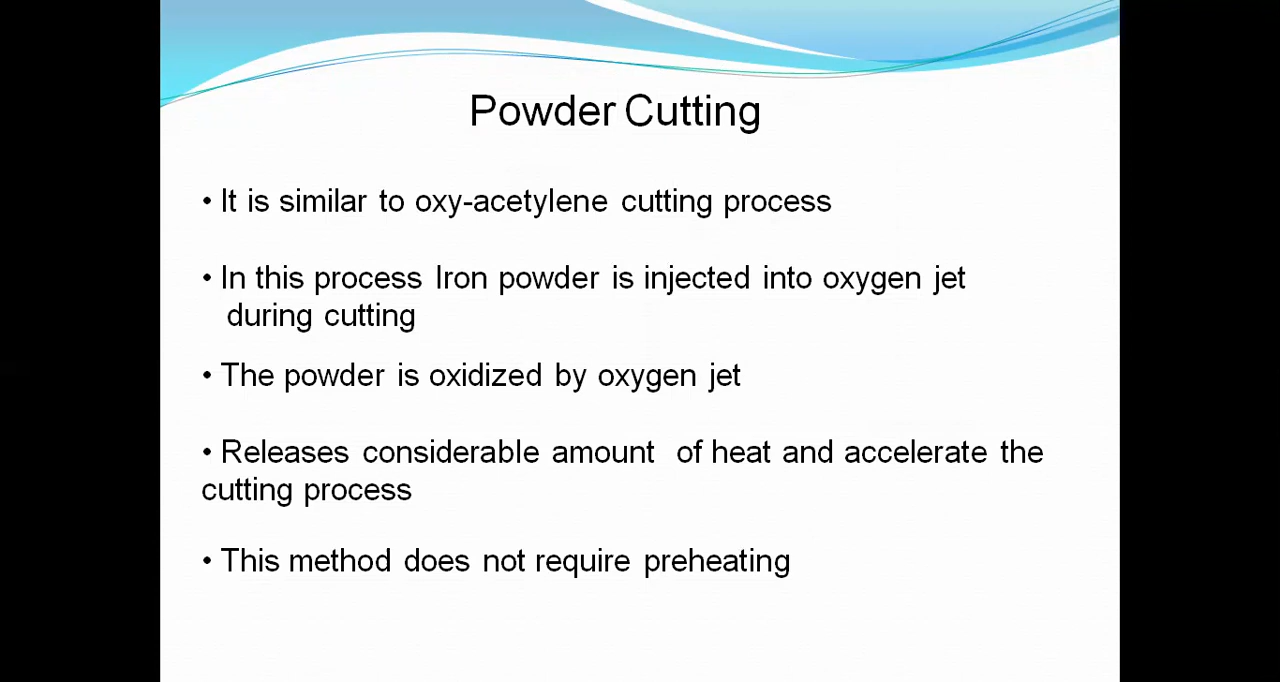 Powder Cutting
• It is similar to oxy-acetylene cutting process
• In this process Iron powder is injected into oxygen jet
during cutting
• The powder is oxidized by oxygen jet
• Releases considerable amount of heat and accelerate the
cutting process
• This method does not require preheating